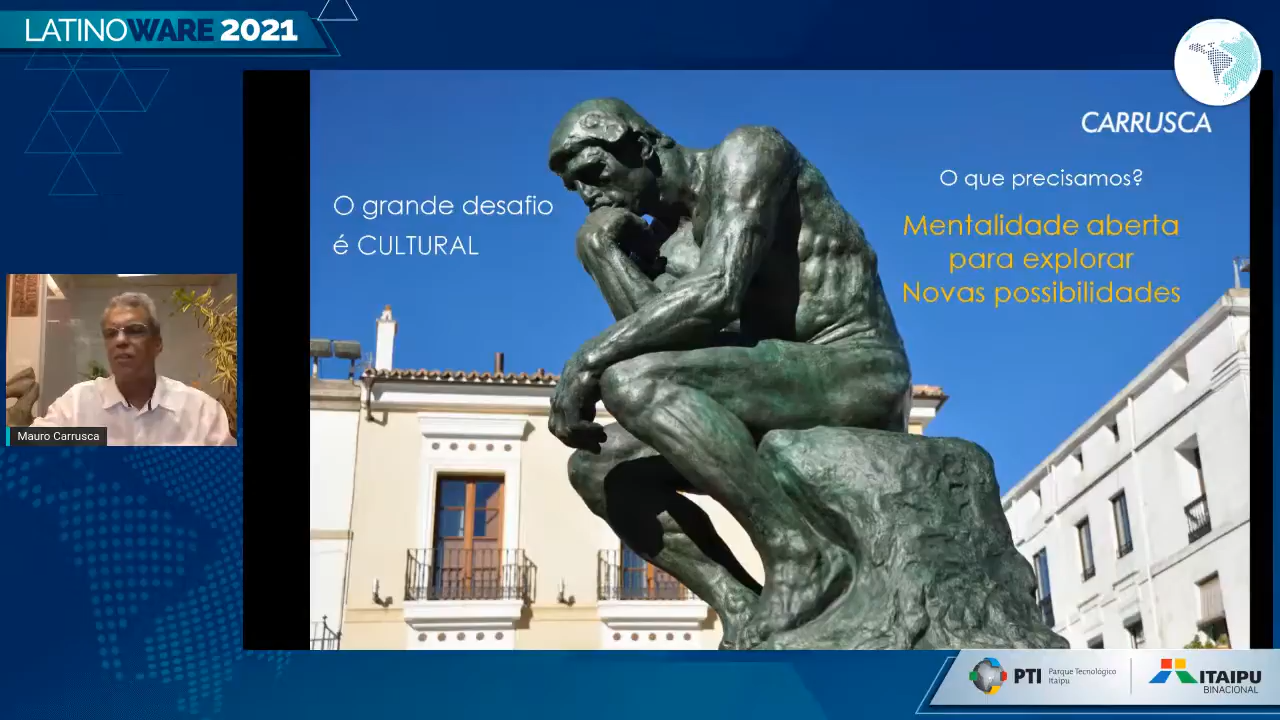 LATINOWARE 2021
CARRUSCA
O que precisamos?
O grande desafio
é CULTURAL
Mentalidade aberta
para explorar
Novas possibilidades
Mauro Carrusca
PTI
Parque Tecnológico
Itaipu
ITAIPU
BINACIONAL